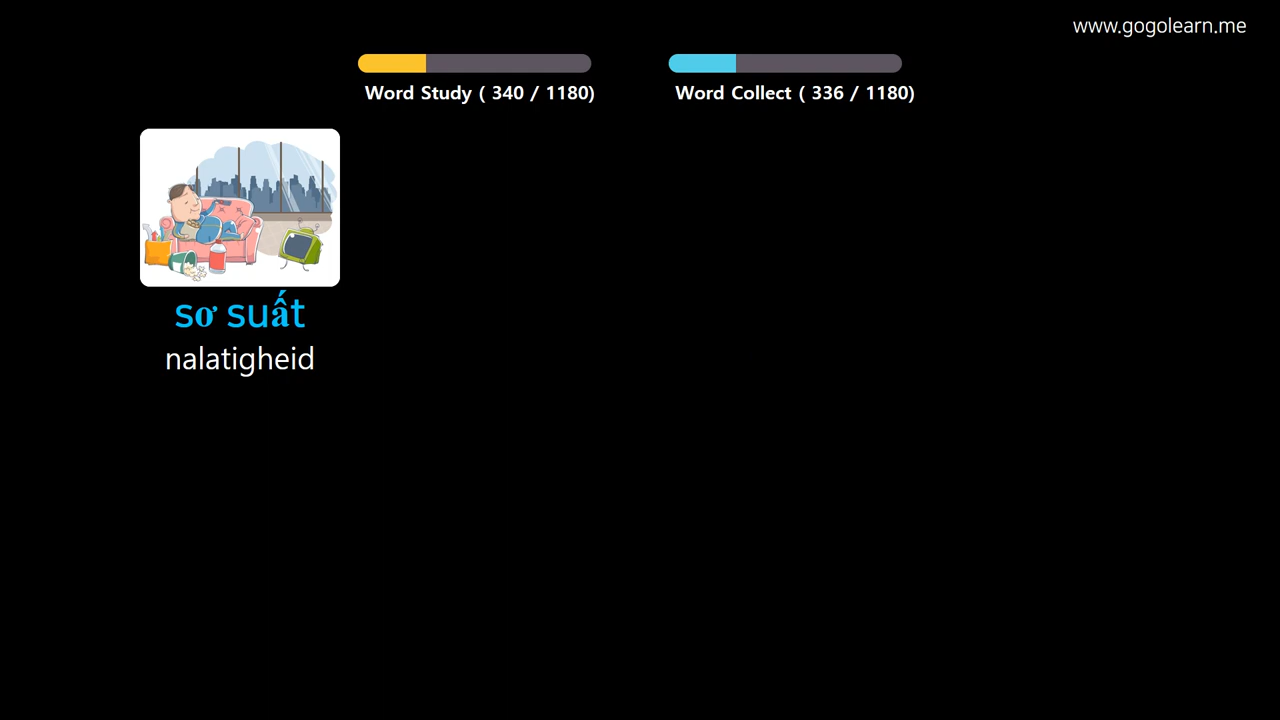 www.gogolearn.me
Word Study ( 340 / 1180)
Word Collect ( 336 / 1180)
sơ suất
nalatigheid